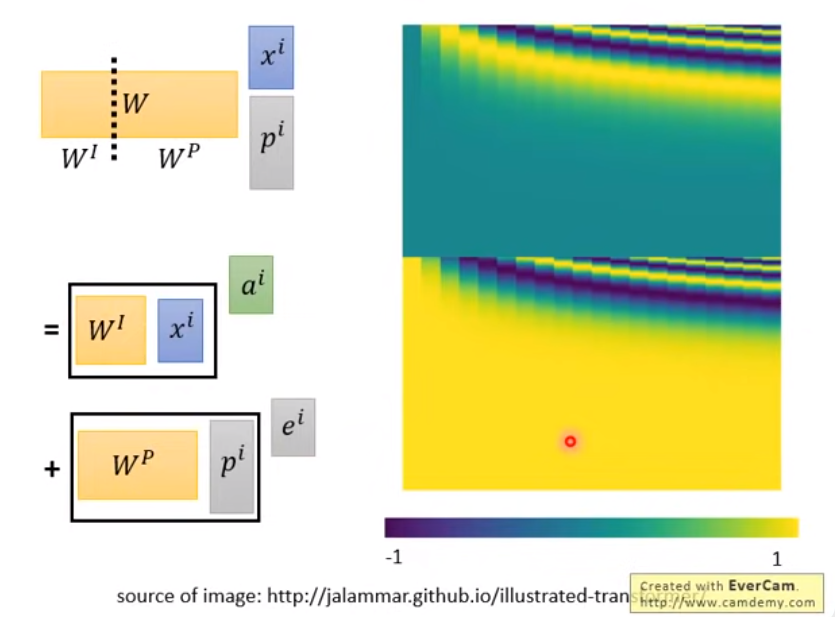 x^i
W
p^i
W^I W^P
a^i
= W^I x^i
e^i
+ W^P p^i
-1 1
source of image: http://jalammar.github.io/illustrated-transformer/
Created with EverCam.
http://www.camdemy.com